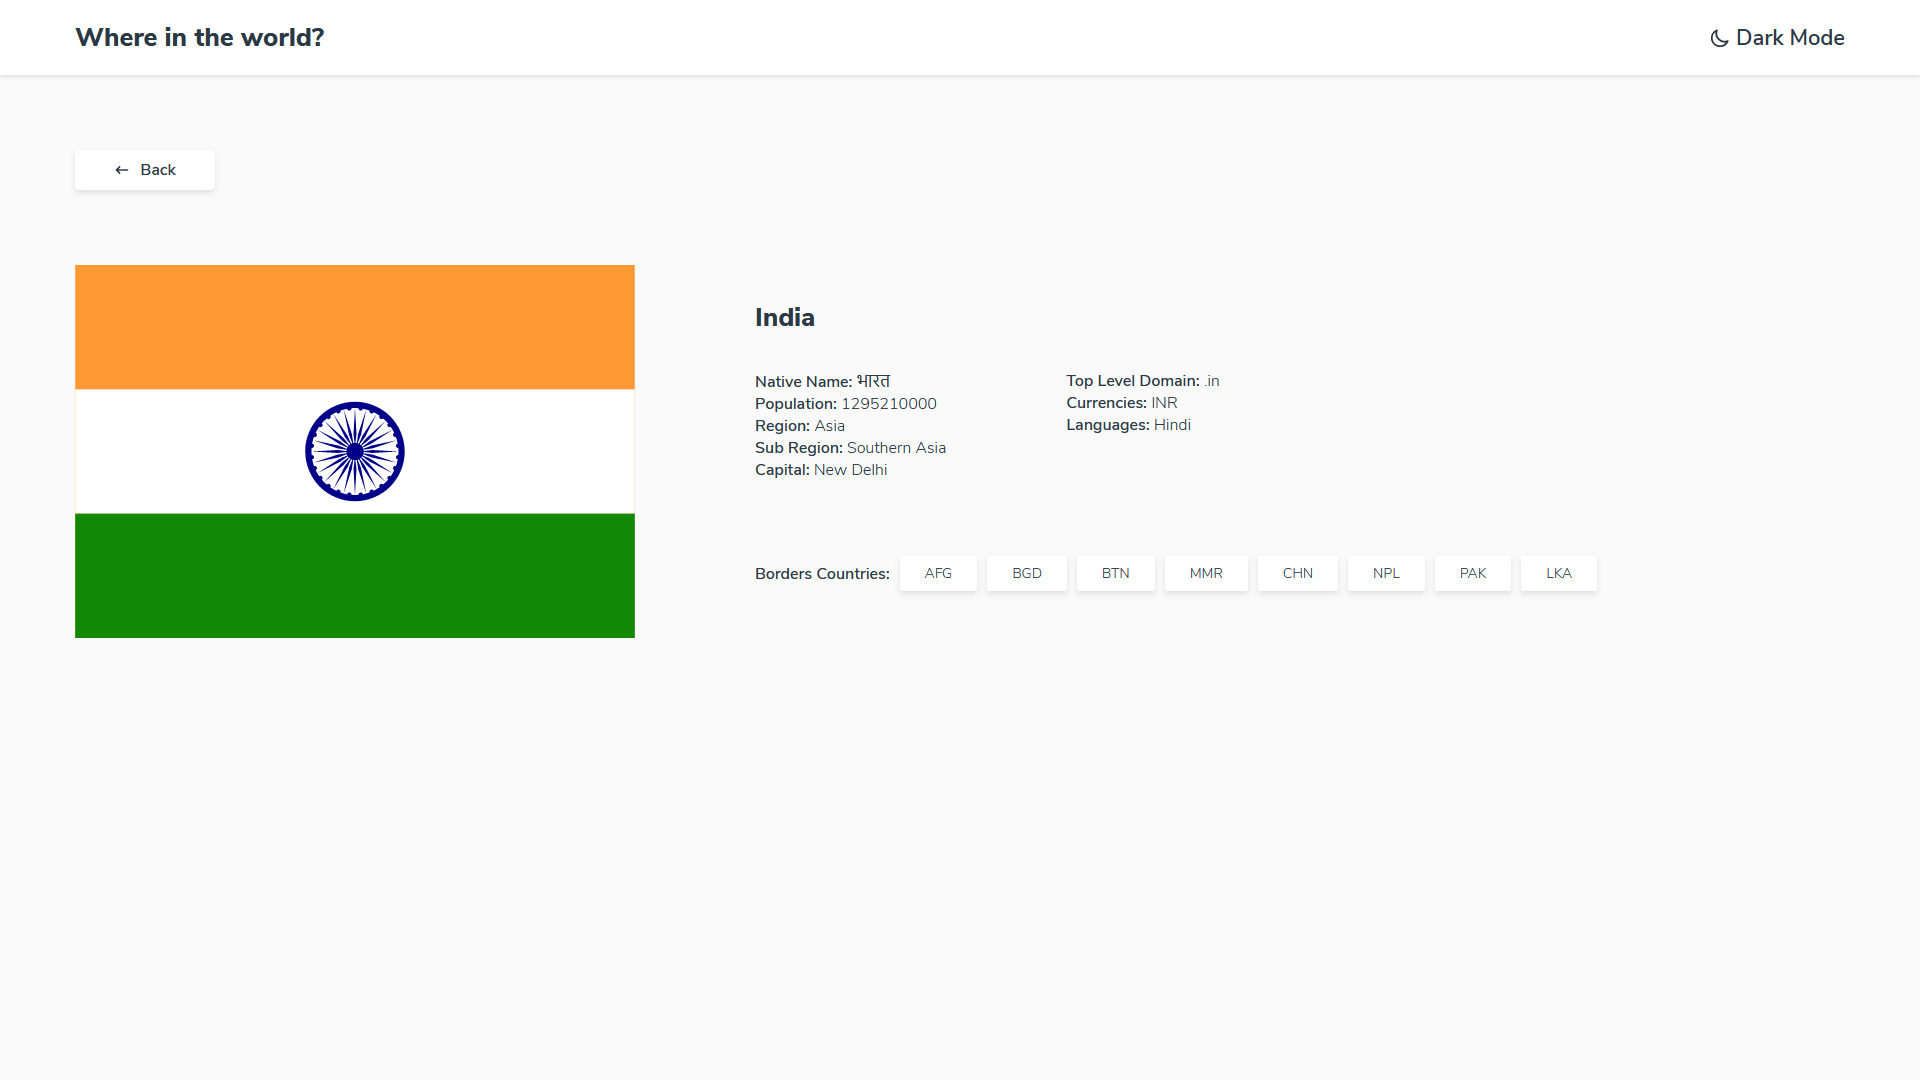 Where in the world?
Dark Mode
Back
India
Native Name: भारत
Population: 1295210000
Region: Asia
Sub Region: Southern Asia
Capital: New Delhi
Top Level Domain: .in
Currencies: INR
Languages: Hindi
Borders Countries: AFG BGD BTN MMR CHN NPL PAK LKA